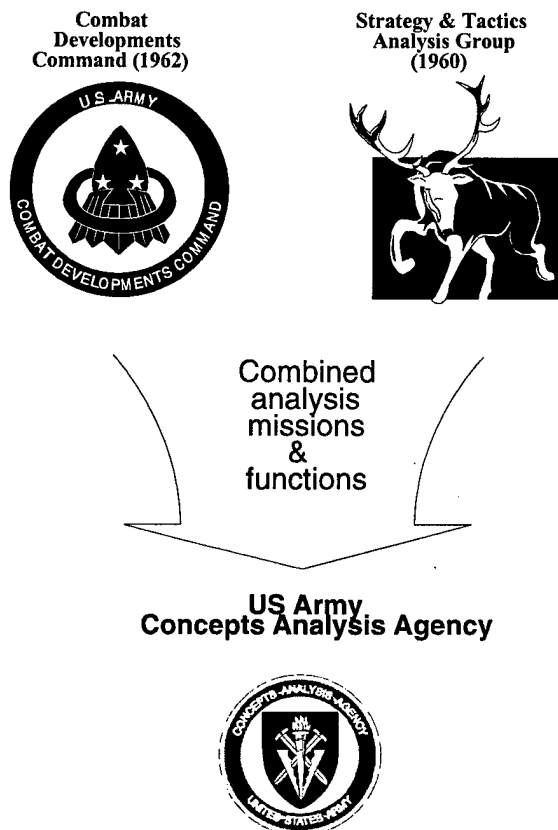 Combat
Developments
Command (1962)
Strategy & Tactics
Analysis Group
(1960)
U.S. ARMY
COMBAT DEVELOPMENTS COMMAND
Combined
analysis
missions
&
functions
US Army
Concepts Analysis Agency
CONCEPTS ANALYSIS AGENCY
UNITED STATES ARMY